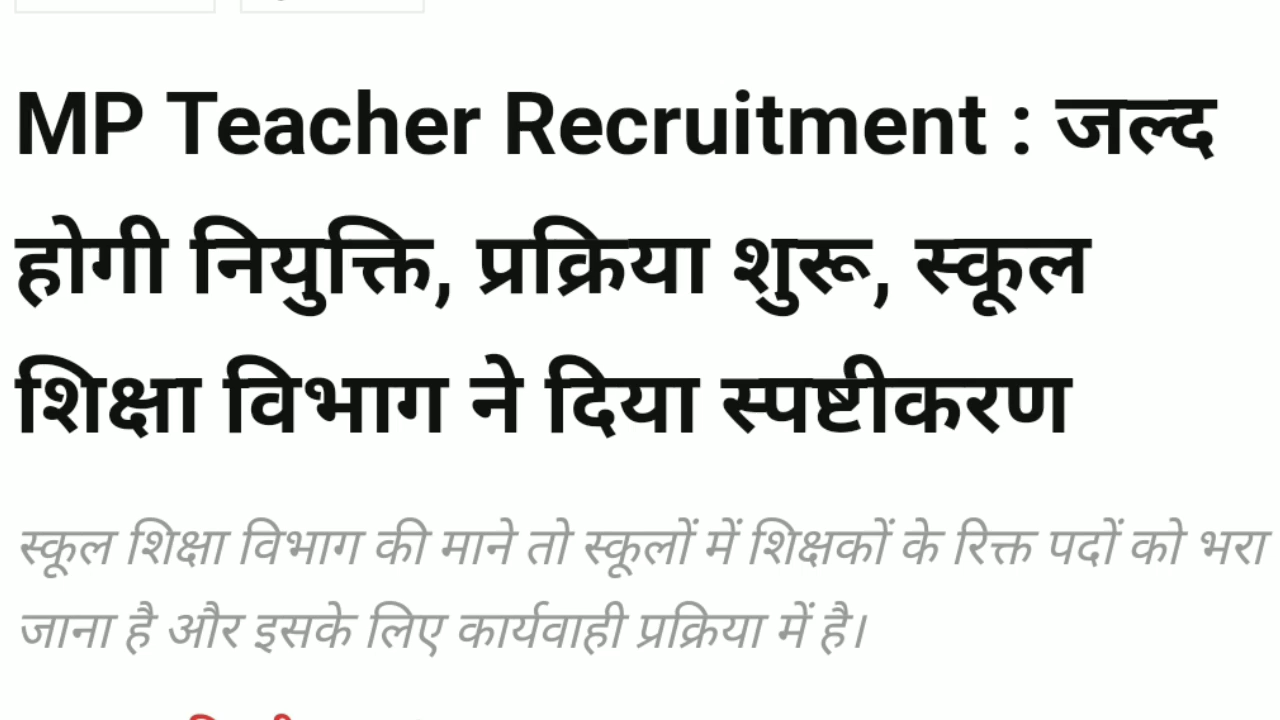 MP Teacher Recruitment : जल्द
होगी नियुक्ति, प्रक्रिया शुरू, स्कूल
शिक्षा विभाग ने दिया स्पष्टीकरण
स्कूल शिक्षा विभाग की माने तो स्कूलों में शिक्षकों के रिक्त पदों को भरा
जाना है और इसके लिए कार्यवाही प्रक्रिया में है।